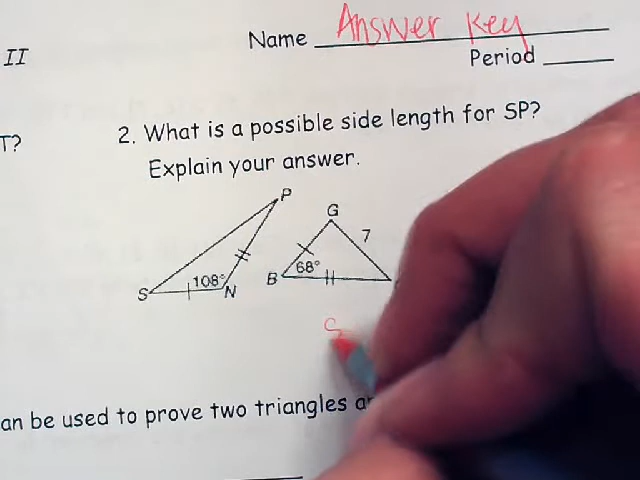 Name Answer Key
II
Period
T?
2. What is a possible side length for SP?
Explain your answer.
P
G
7
108°
68°
S
N
B
S
an be used to prove two triangles